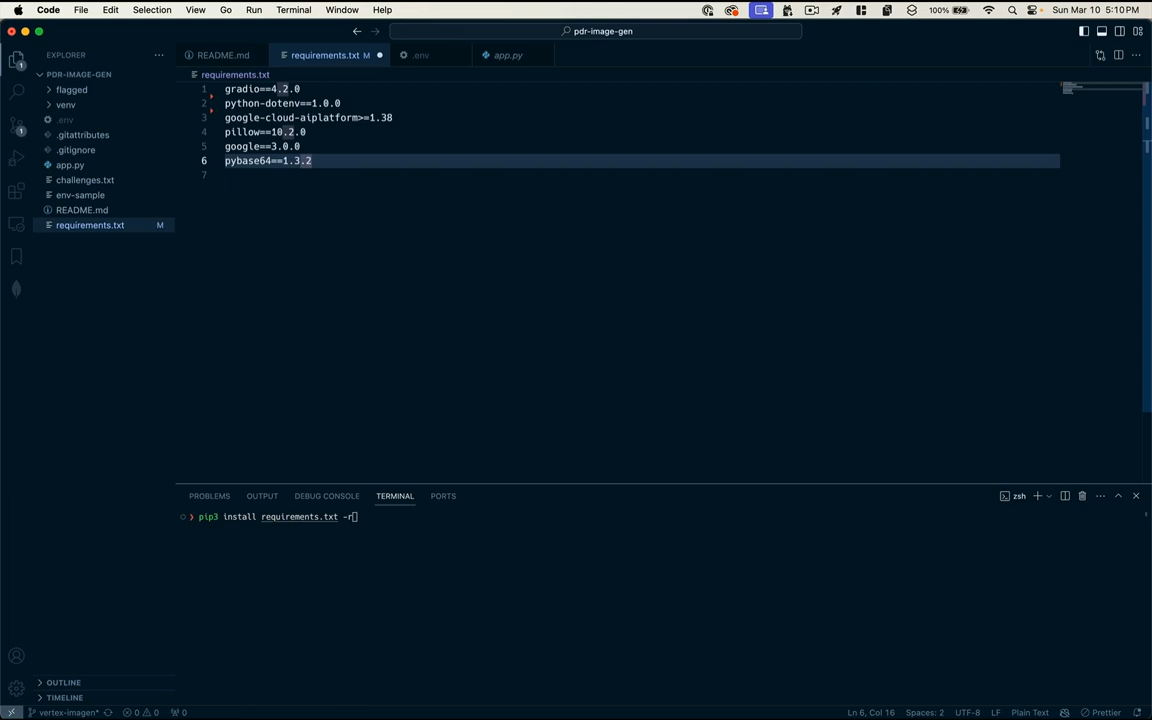 Code File Edit Selection View Go Run Terminal Window Help 100% Sun Mar 10 5:10 PM
pdr-image-gen
EXPLORER
PDR-IMAGE-GEN
flagged
venv
.env
.gitattributes
.gitignore
app.py
challenges.txt
env-sample
README.md
requirements.txt M
OUTLINE
TIMELINE
README.md requirements.txt M .env app.py
requirements.txt
1 gradio==4.2.0
2 python-dotenv==1.0.0
3 google-cloud-aiplatform>=1.38
4 pillow==10.2.0
5 google==3.0.0
6 pybase64==1.3.2
7
PROBLEMS OUTPUT DEBUG CONSOLE TERMINAL PORTS zsh
❯ pip3 install requirements.txt -r
vertex-imagen* 0 0 0 Ln 6, Col 16 Spaces: 2 UTF-8 LF Plain Text Prettier
1
1